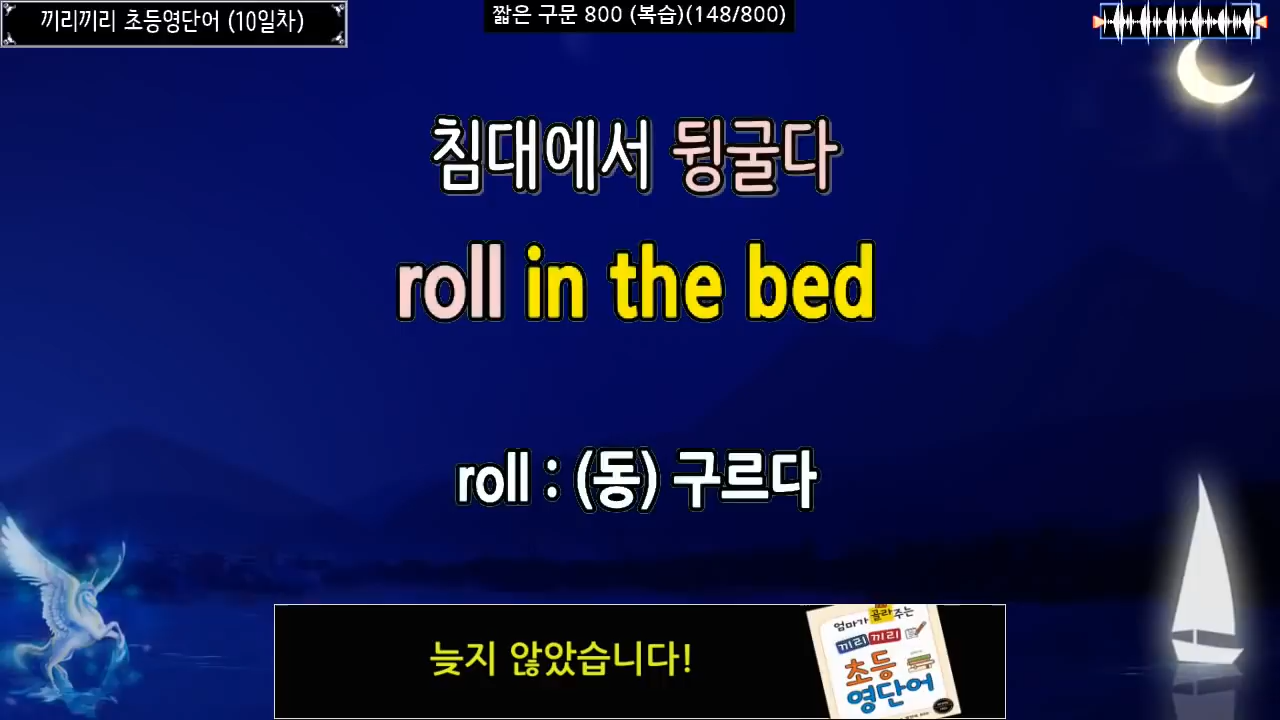 끼리끼리 초등영단어 (10일차)
짧은 구문 800 (복습)(148/800)
침대에서 뒹굴다
roll in the bed
roll : (동) 구르다
늦지 않았습니다!
엄마가 골라주는
끼리끼리
초등
영단어